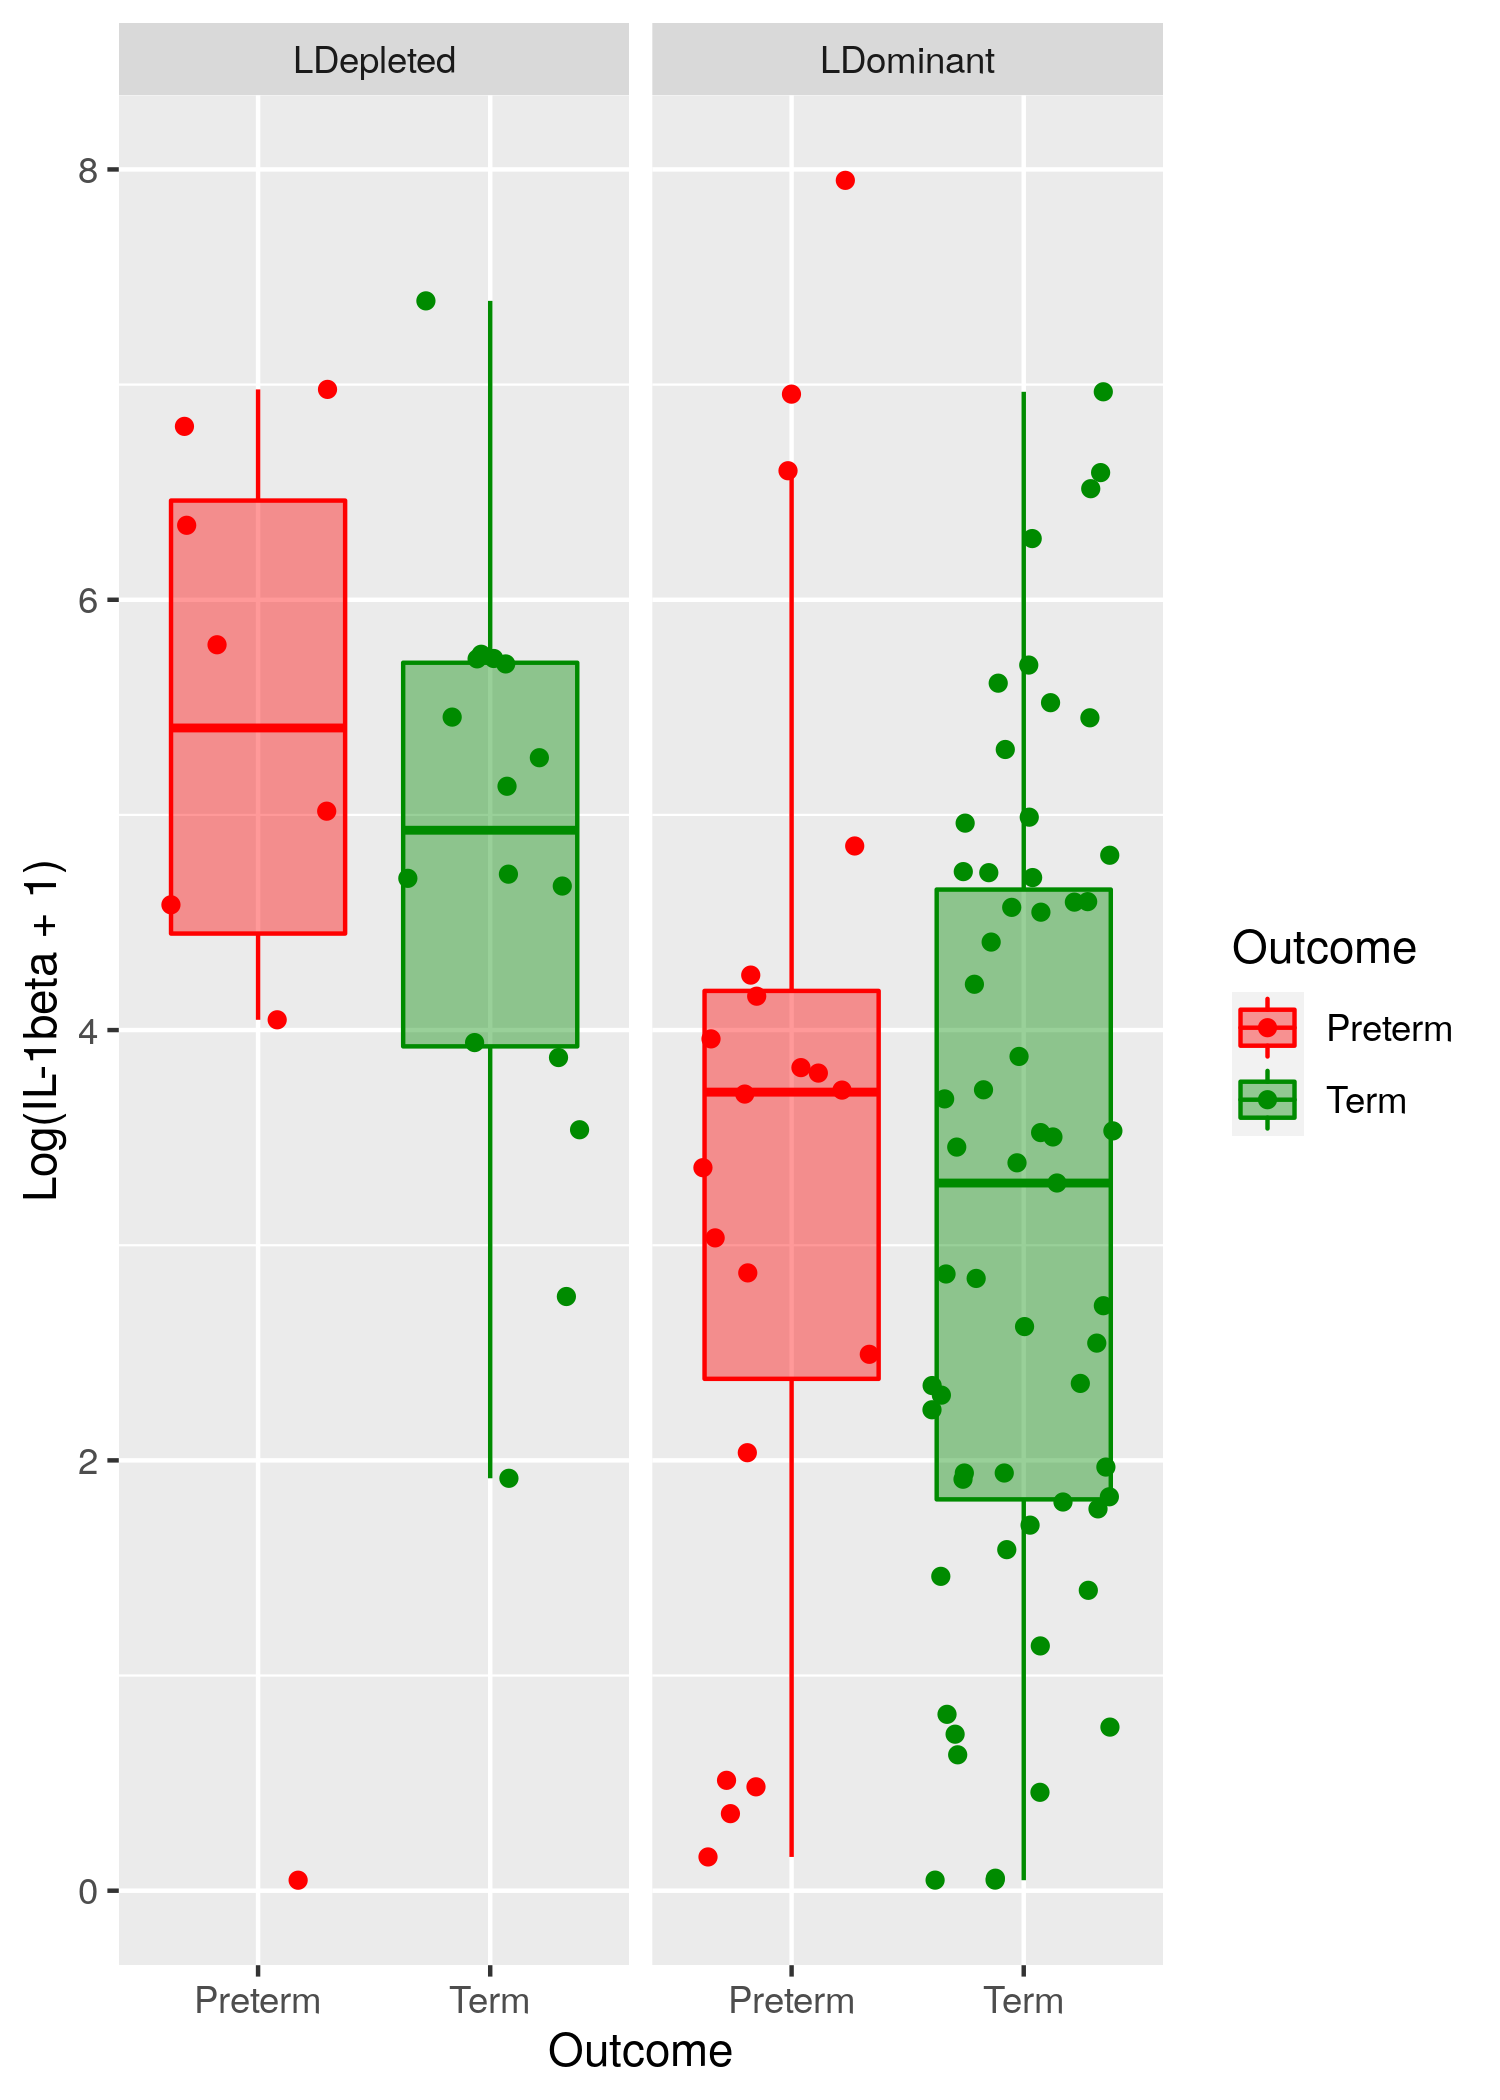 LDepleted
LDominant
Log(IL-1beta + 1)
8
6
4
2
0
Preterm
Term
Preterm
Term
Outcome
Outcome
Preterm
Term